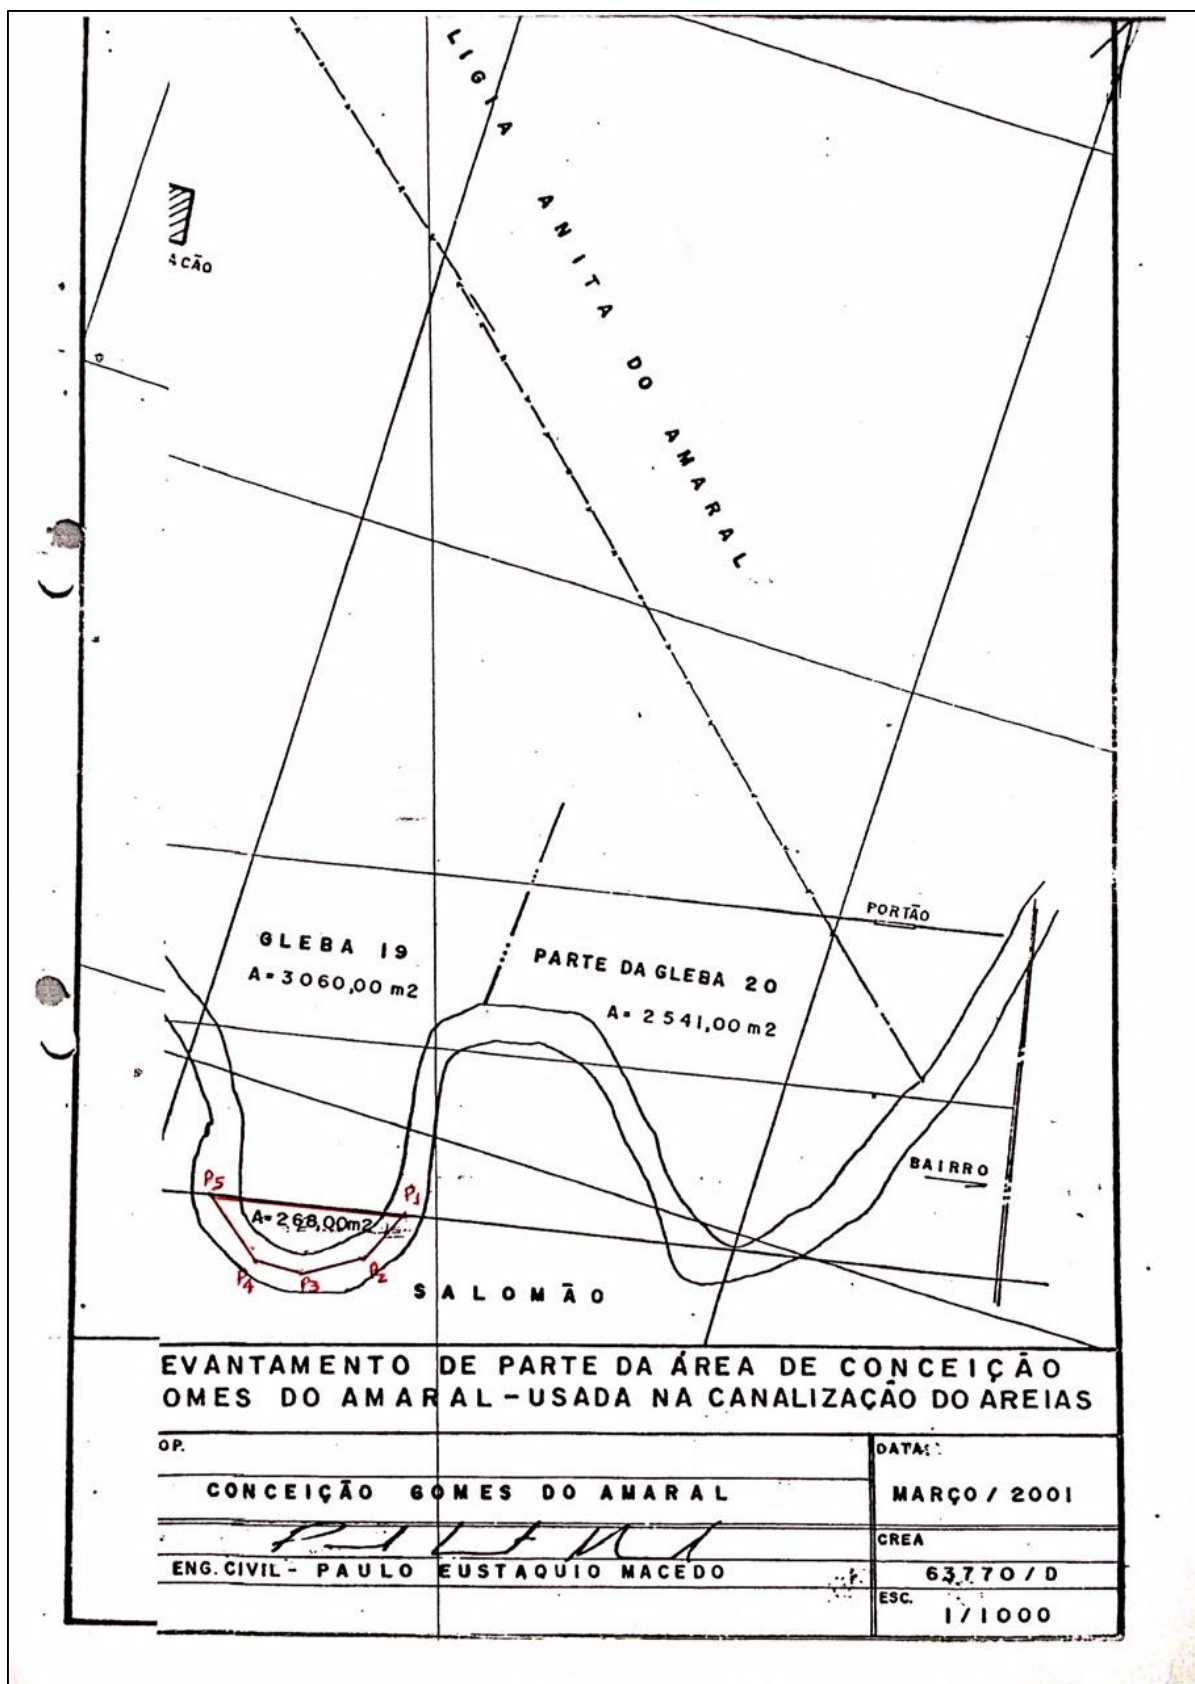 LIGIA ANITA DO AMARAL
AÇÃO
PORTÃO
GLEBA 19
A=3060,00 m2
PARTE DA GLEBA 20
A= 2541,00 m2
BAIRRO
P5
P1
A=268,00m2
P4
P3
P2
SALOMÃO
EVANTAMENTO DE PARTE DA ÁREA DE CONCEIÇÃO
OMES DO AMARAL-USADA NA CANALIZAÇÃO DO AREIAS
OP.
DATA:
CONCEIÇÃO GOMES DO AMARAL
MARÇO / 2001
CREA
ENG. CIVIL - PAULO EUSTAQUIO MACEDO
63.770 / D
ESC.
1/1000